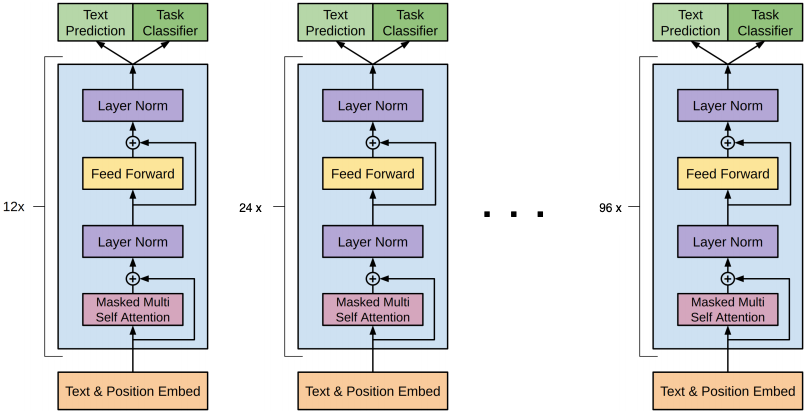 Text
Prediction
Task
Classifier
Layer Norm
Feed Forward
Layer Norm
Masked Multi
Self Attention
12x
Text & Position Embed
Text
Prediction
Task
Classifier
Layer Norm
Feed Forward
Layer Norm
Masked Multi
Self Attention
24 x
Text & Position Embed
. . .
Text
Prediction
Task
Classifier
Layer Norm
Feed Forward
Layer Norm
Masked Multi
Self Attention
96 x
Text & Position Embed